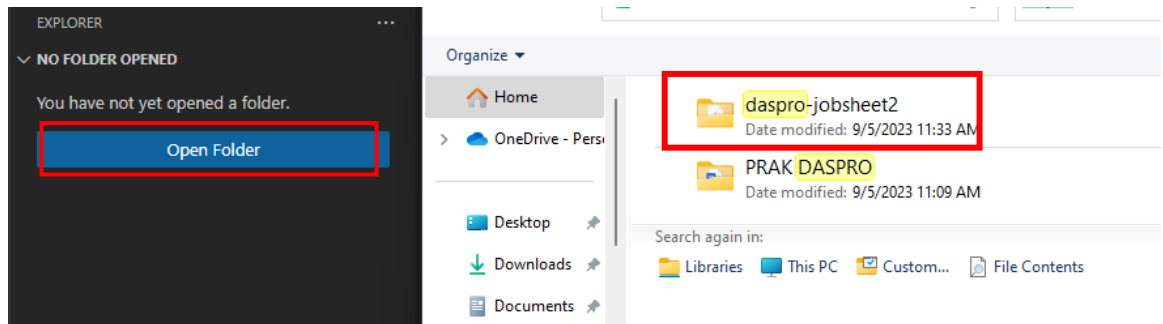 EXPLORER
NO FOLDER OPENED
You have not yet opened a folder.
Open Folder
Organize
Home
OneDrive - Pers
Desktop
Downloads
Documents
daspro-jobsheet2
Date modified: 9/5/2023 11:33 AM
PRAK DASPRO
Date modified: 9/5/2023 11:09 AM
Search again in:
Libraries This PC Custom... File Contents